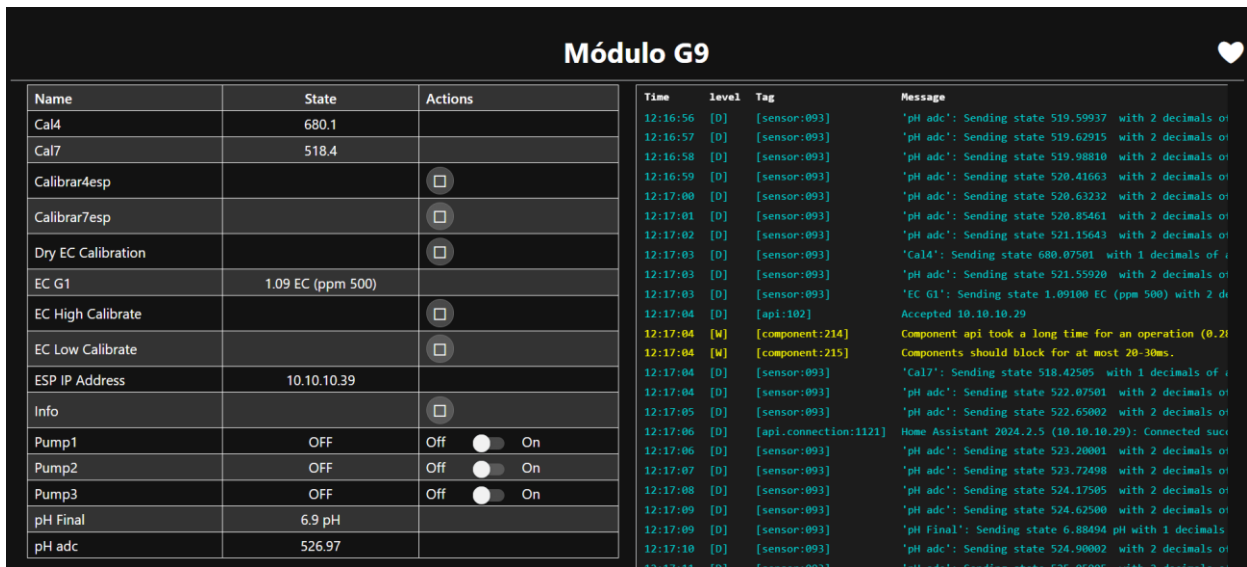 Módulo G9
Name State Actions
Cal4 680.1
Cal7 518.4
Calibrar4esp
Calibrar7esp
Dry EC Calibration
EC G1 1.09 EC (ppm 500)
EC High Calibrate
EC Low Calibrate
ESP IP Address 10.10.10.39
Info
Pump1 OFF Off On
Pump2 OFF Off On
Pump3 OFF Off On
pH Final 6.9 pH
pH adc 526.97
Time level Tag Message
12:16:56 [D] [sensor:093] 'pH adc': Sending state 519.59937 with 2 decimals of
12:16:57 [D] [sensor:093] 'pH adc': Sending state 519.62915 with 2 decimals of
12:16:58 [D] [sensor:093] 'pH adc': Sending state 519.98810 with 2 decimals of
12:16:59 [D] [sensor:093] 'pH adc': Sending state 520.41663 with 2 decimals of
12:17:00 [D] [sensor:093] 'pH adc': Sending state 520.63232 with 2 decimals of
12:17:01 [D] [sensor:093] 'pH adc': Sending state 520.85461 with 2 decimals of
12:17:02 [D] [sensor:093] 'pH adc': Sending state 521.15643 with 2 decimals of
12:17:03 [D] [sensor:093] 'Cal4': Sending state 680.07501 with 1 decimals of
12:17:03 [D] [sensor:093] 'pH adc': Sending state 521.55920 with 2 decimals of
12:17:03 [D] [sensor:093] 'EC G1': Sending state 1.09100 EC (ppm 500) with 2
12:17:04 [D] [api:102] Accepted 10.10.10.29
12:17:04 [W] [component:214] Component api took a long time for an operation (0.28
12:17:04 [W] [component:215] Components should block for at most 20-30ms.
12:17:04 [D] [sensor:093] 'Cal7': Sending state 518.42505 with 1 decimals of
12:17:04 [D] [sensor:093] 'pH adc': Sending state 522.07501 with 2 decimals of
12:17:05 [D] [sensor:093] 'pH adc': Sending state 522.65002 with 2 decimals of
12:17:06 [D] [api.connection:1121] Home Assistant 2024.2.5 (10.10.10.29): Connected
12:17:06 [D] [sensor:093] 'pH adc': Sending state 523.20001 with 2 decimals of
12:17:07 [D] [sensor:093] 'pH adc': Sending state 523.72498 with 2 decimals of
12:17:08 [D] [sensor:093] 'pH adc': Sending state 524.17505 with 2 decimals of
12:17:09 [D] [sensor:093] 'pH adc': Sending state 524.62500 with 2 decimals of
12:17:09 [D] [sensor:093] 'pH Final': Sending state 6.88494 pH with 1 decimals
12:17:10 [D] [sensor:093] 'pH adc': Sending state 524.90002 with 2 decimals of